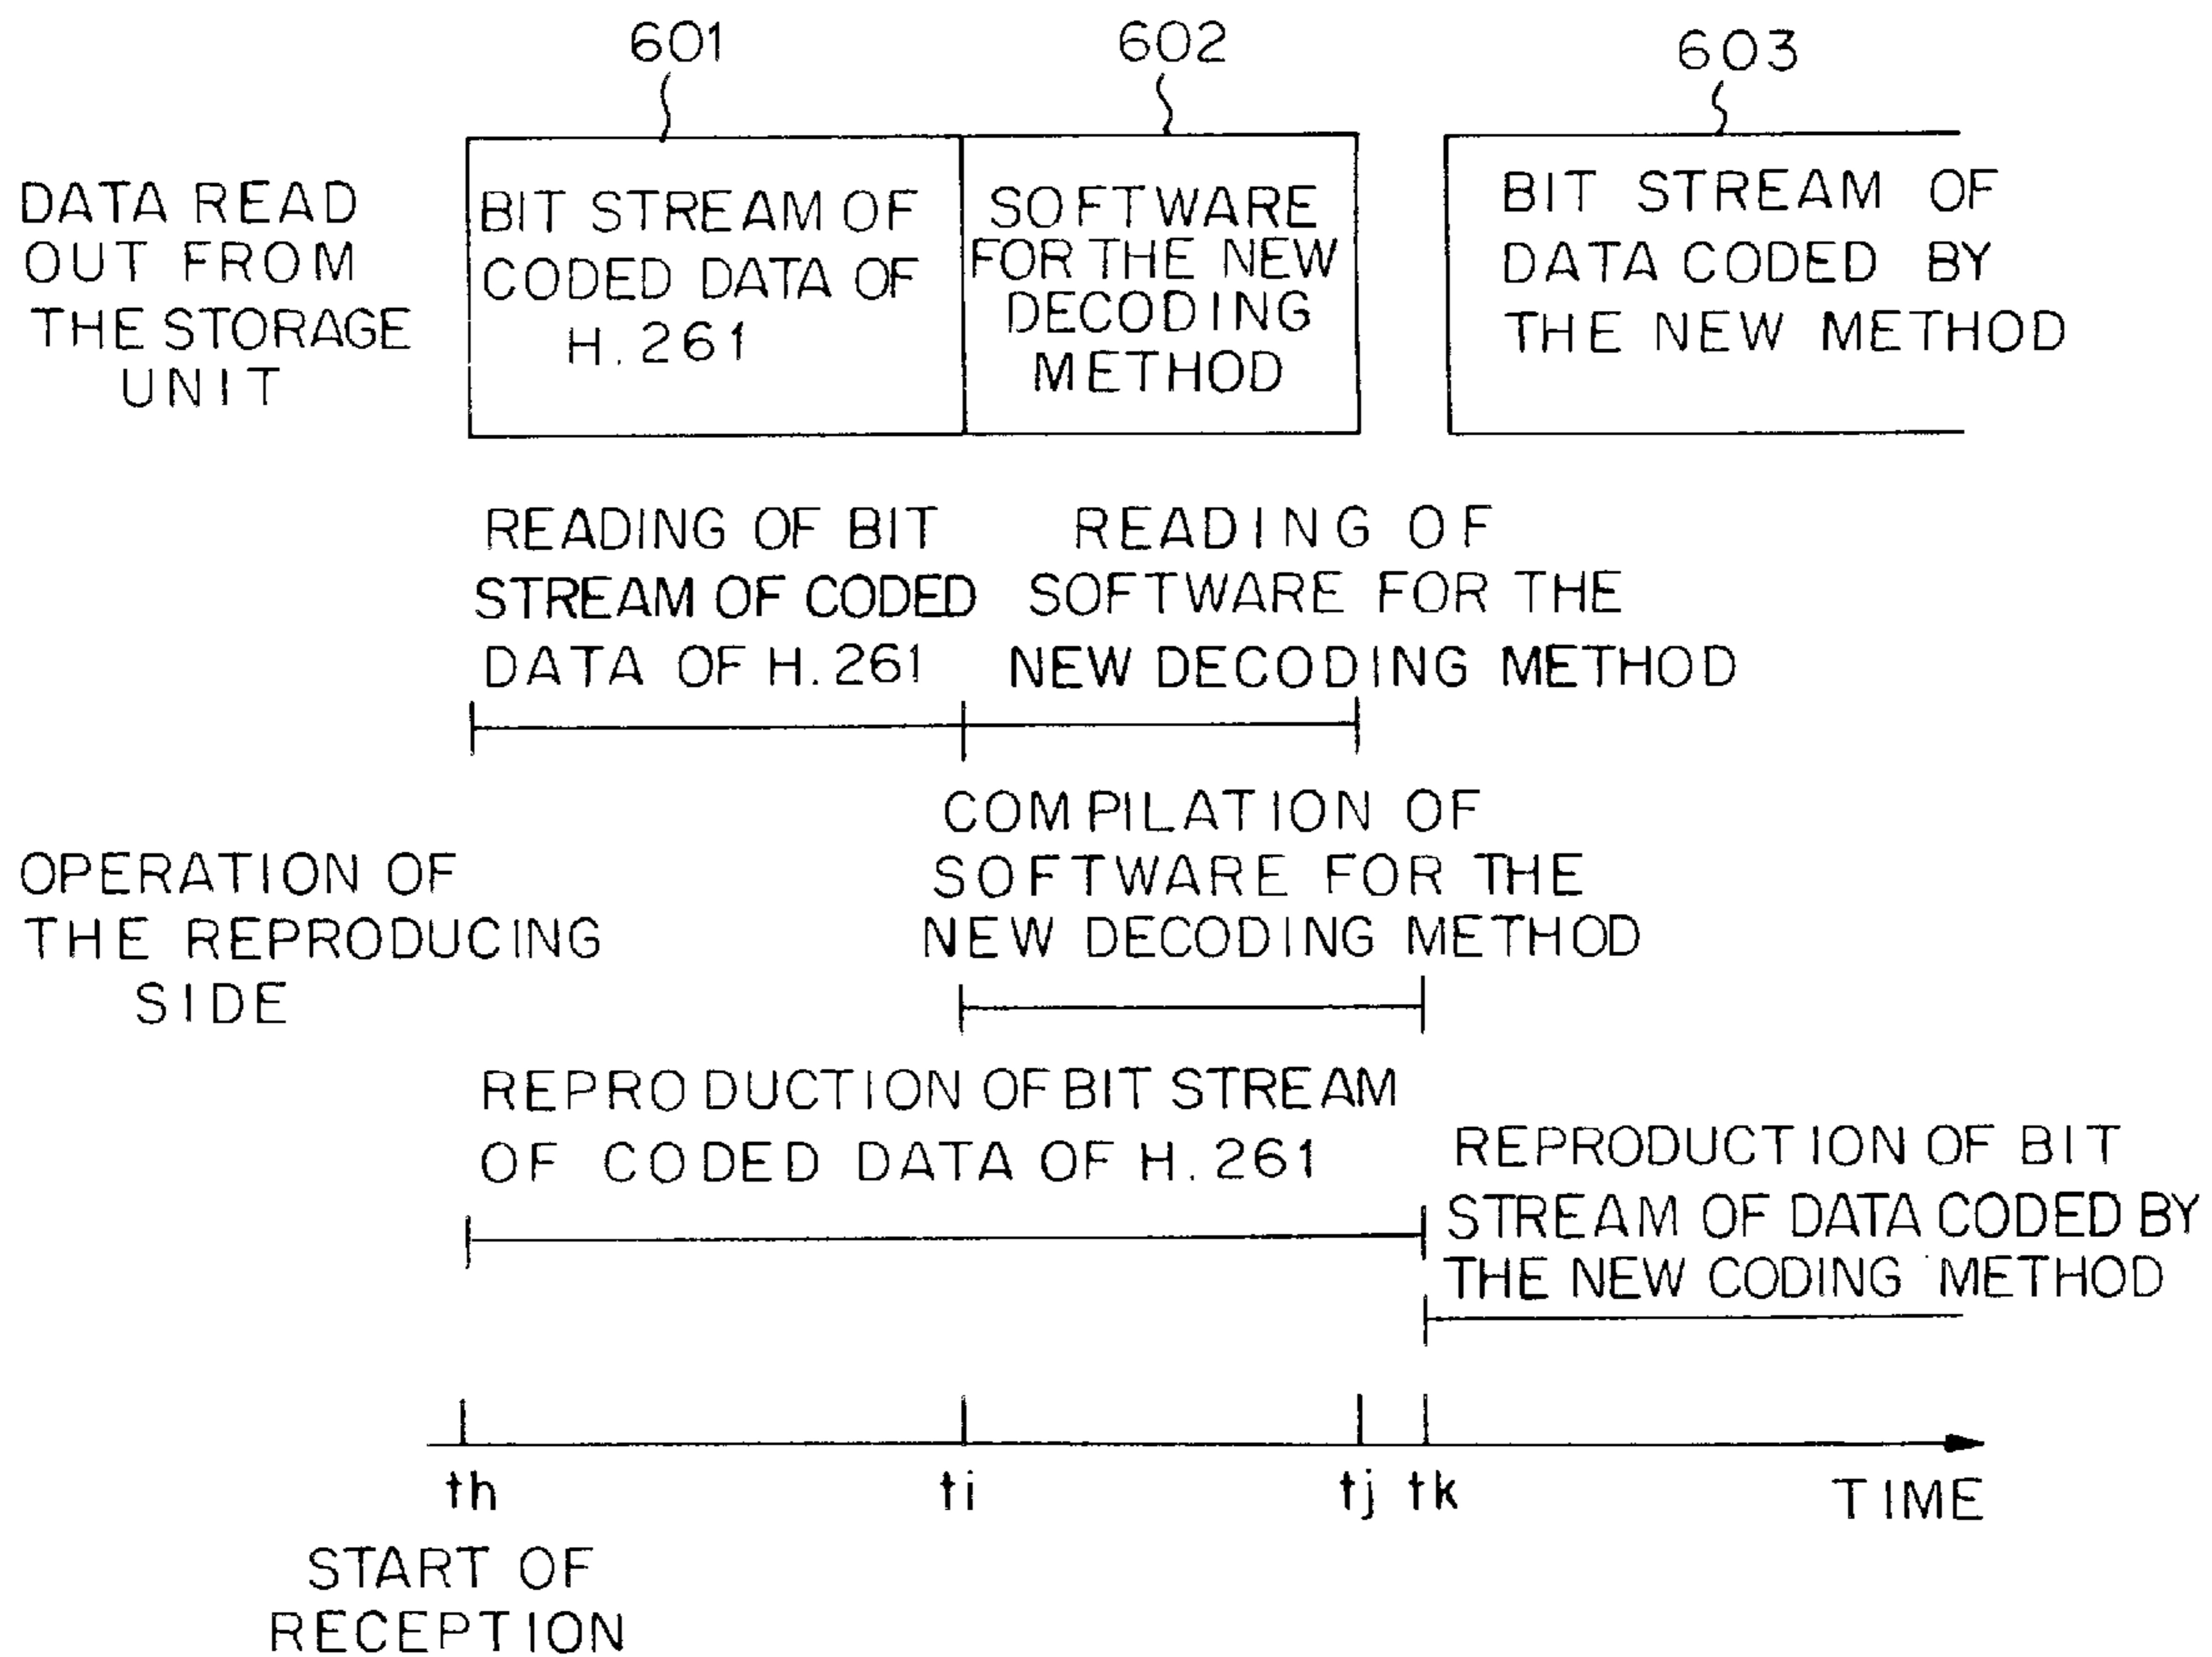 601
602
603
DATA READ
OUT FROM
THE STORAGE
UNIT
BIT STREAM OF
CODED DATA OF
H.261
SOFTWARE
FOR THE NEW
DECODING
METHOD
BIT STREAM OF
DATA CODED BY
THE NEW METHOD
READING OF BIT
STREAM OF CODED
DATA OF H.261
READING OF
SOFTWARE FOR THE
NEW DECODING METHOD
OPERATION OF
THE REPRODUCING
SIDE
COMPILATION OF
SOFTWARE FOR THE
NEW DECODING METHOD
REPRODUCTION OF BIT STREAM
OF CODED DATA OF H.261
REPRODUCTION OF BIT
STREAM OF DATA CODED BY
THE NEW CODING METHOD
th
ti
tj
tk
TIME
START OF
RECEPTION